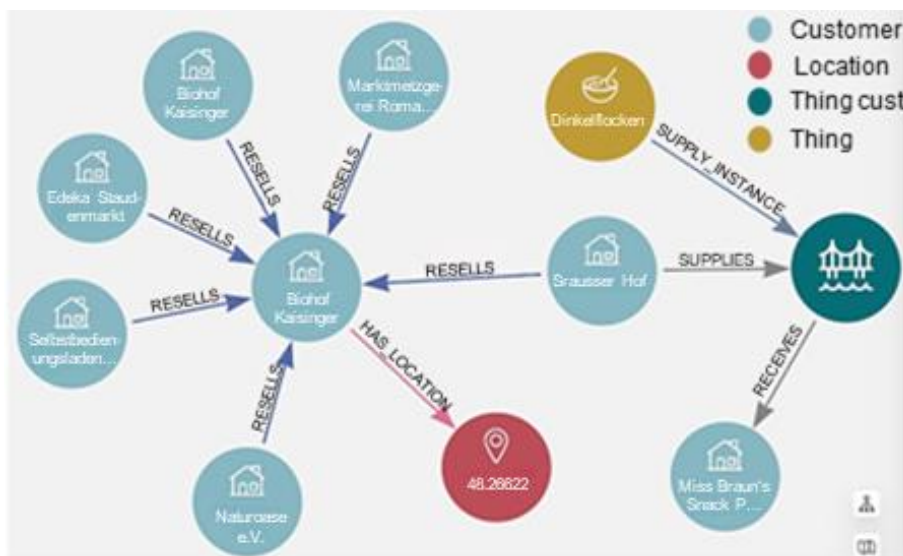 Customer
Location
Thing cust
Thing
Biohof
Kaisinger
Marktmetzge
rei Roma...
Dinkelflocken
SUPPLY_INSTANCE
RESELLS
RESELLS
Edeka Staud-
enmarkt
RESELLS
Srausser Hof
SUPPLIES
RESELLS
Biohof
Kaisinger
RESELLS
Selbstbedien-
ungsladen...
HAS_LOCATION
RECEIVES
RESELLS
48.26622
Miss Braun's
Snack P....
Naturoase
e.V.